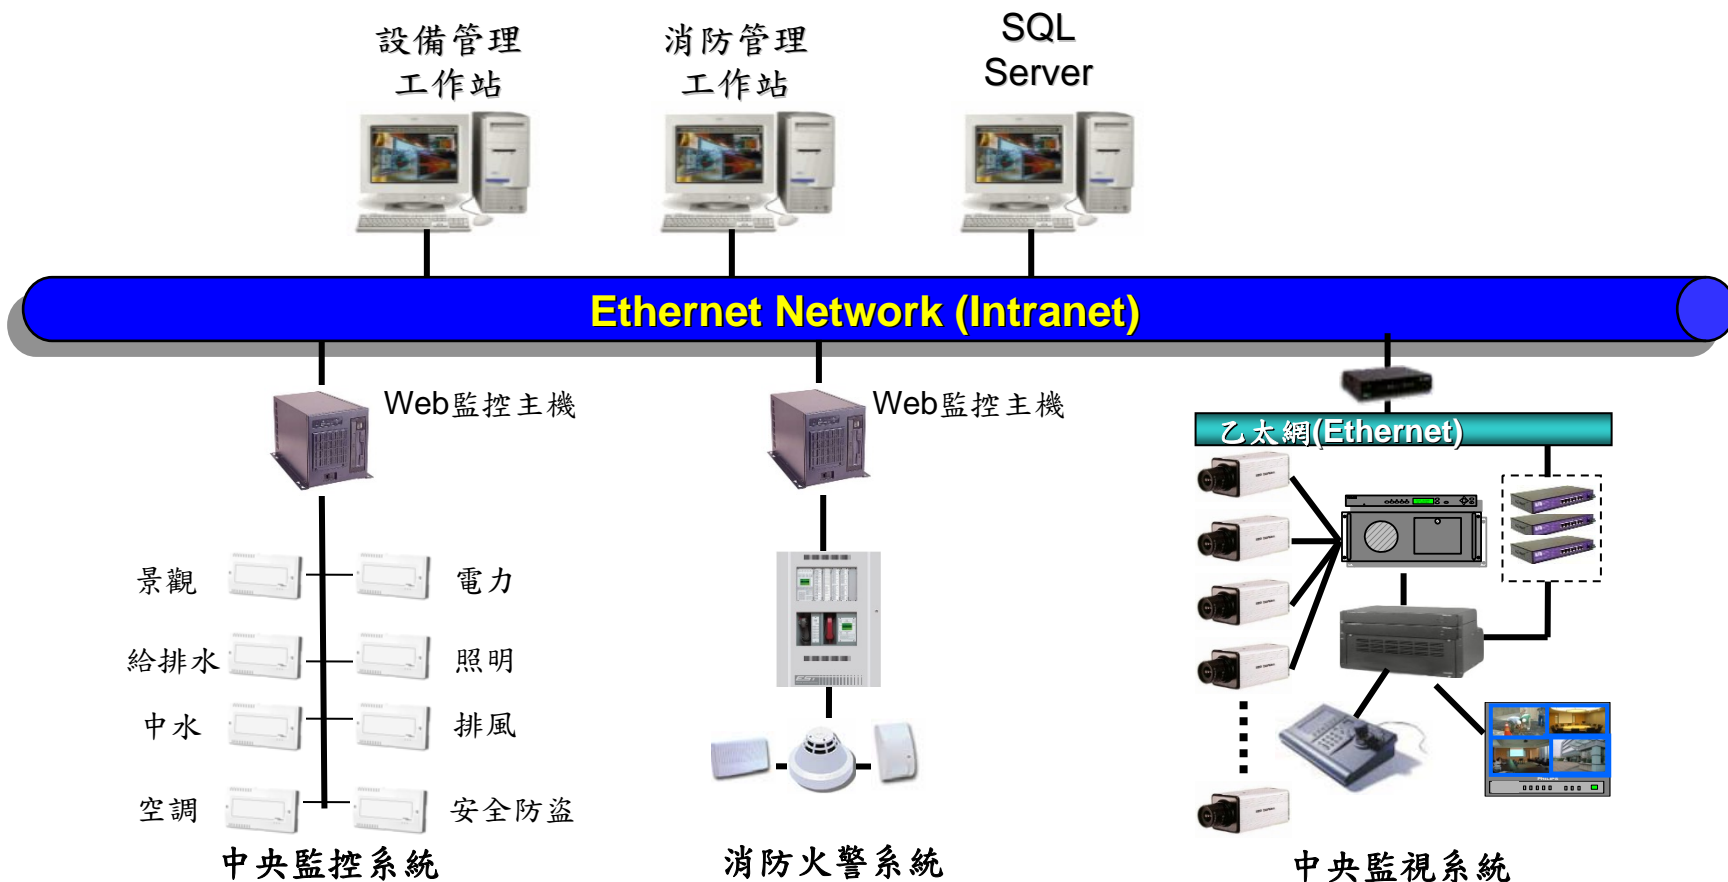 設備管理
工作站
消防管理
工作站
SQL
Server
Ethernet Network (Intranet)
Web監控主機
Web監控主機
乙太網(Ethernet)
景觀
電力
給排水
照明
中水
排風
空調
安全防盜
中央監控系統
消防火警系統
中央監視系統